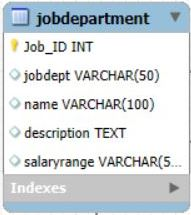 jobdepartment
Job_ID INT
jobdept VARCHAR(50)
name VARCHAR(100)
description TEXT
salaryrange VARCHAR(5...
Indexes